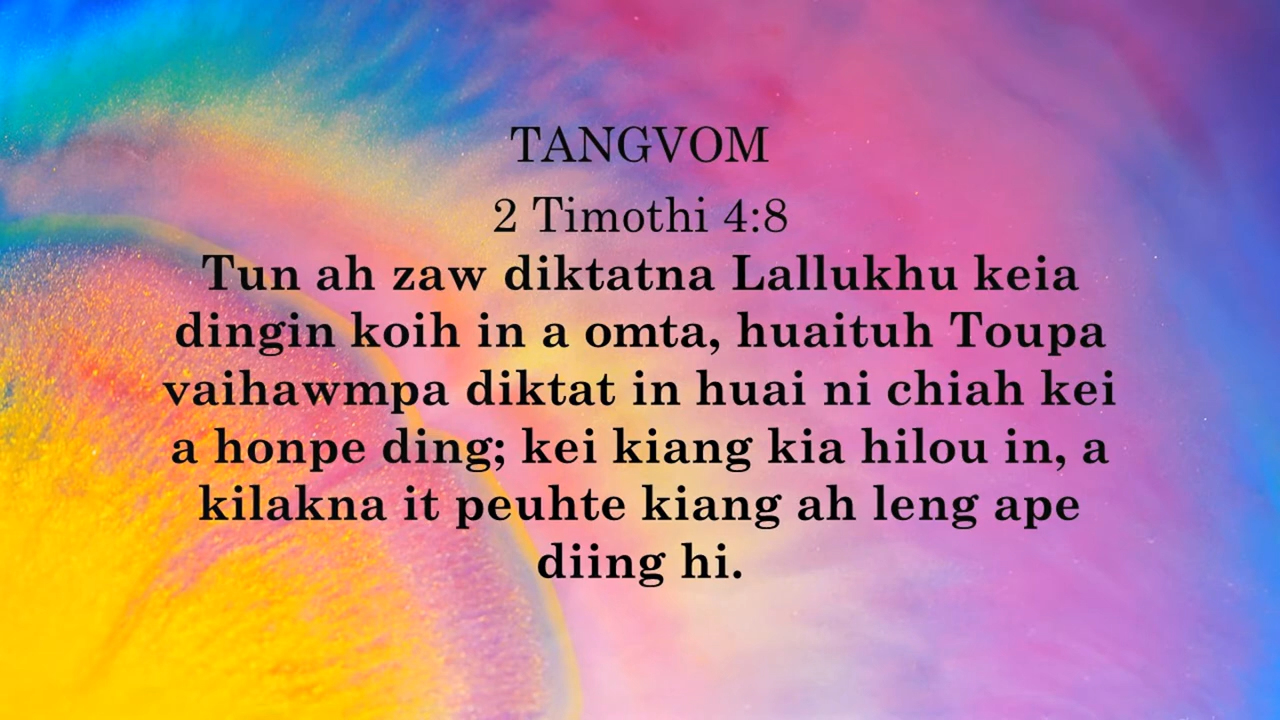 TANGVOM
2 Timothi 4:8
Tun ah zaw diktatna Lallukhu keia
dingin koih in a omta, huaituh Toupa
vaihawmpa diktat in huai ni chiah kei
a honpe ding; kei kiang kia hilou in, a
kilakna it peuhte kiang ah leng ape
diing hi.